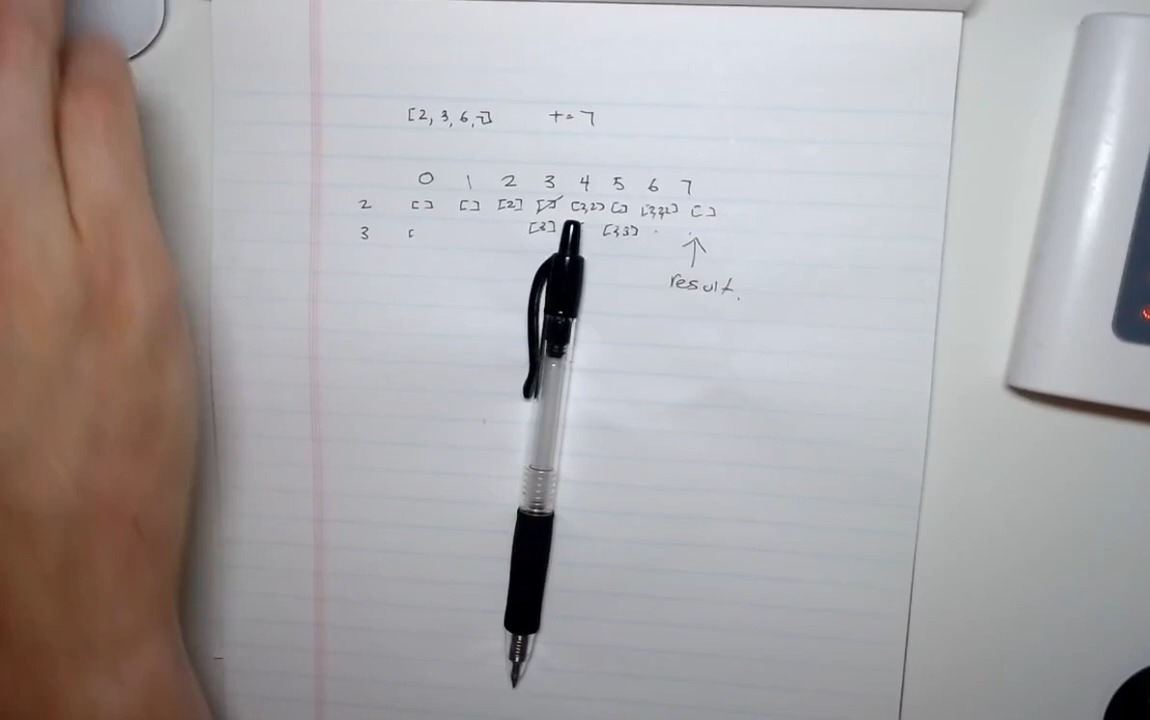 [2, 3, 6, 7] t = 7
0 1 2 3 4 5 6 7
2 [] [] [2] [] [2,2] [] [2,2,2] []
3 [ [3] [2,3]
result.